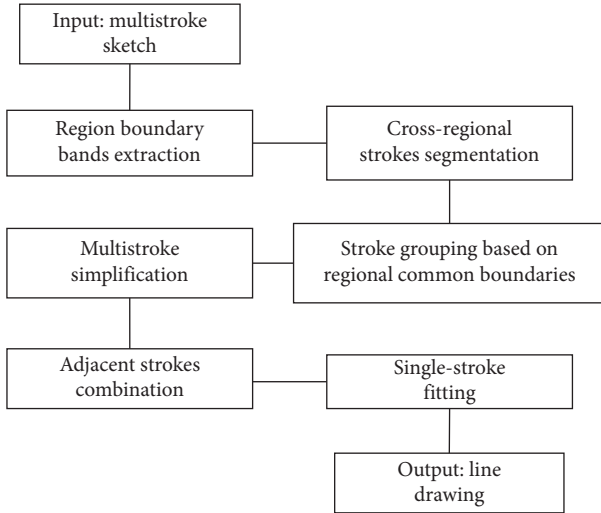 Input: multistroke
sketch
Region boundary
bands extraction
Cross-regional
strokes segmentation
Stroke grouping based on
regional common boundaries
Multistroke
simplification
Adjacent strokes
combination
Single-stroke
fitting
Output: line
drawing